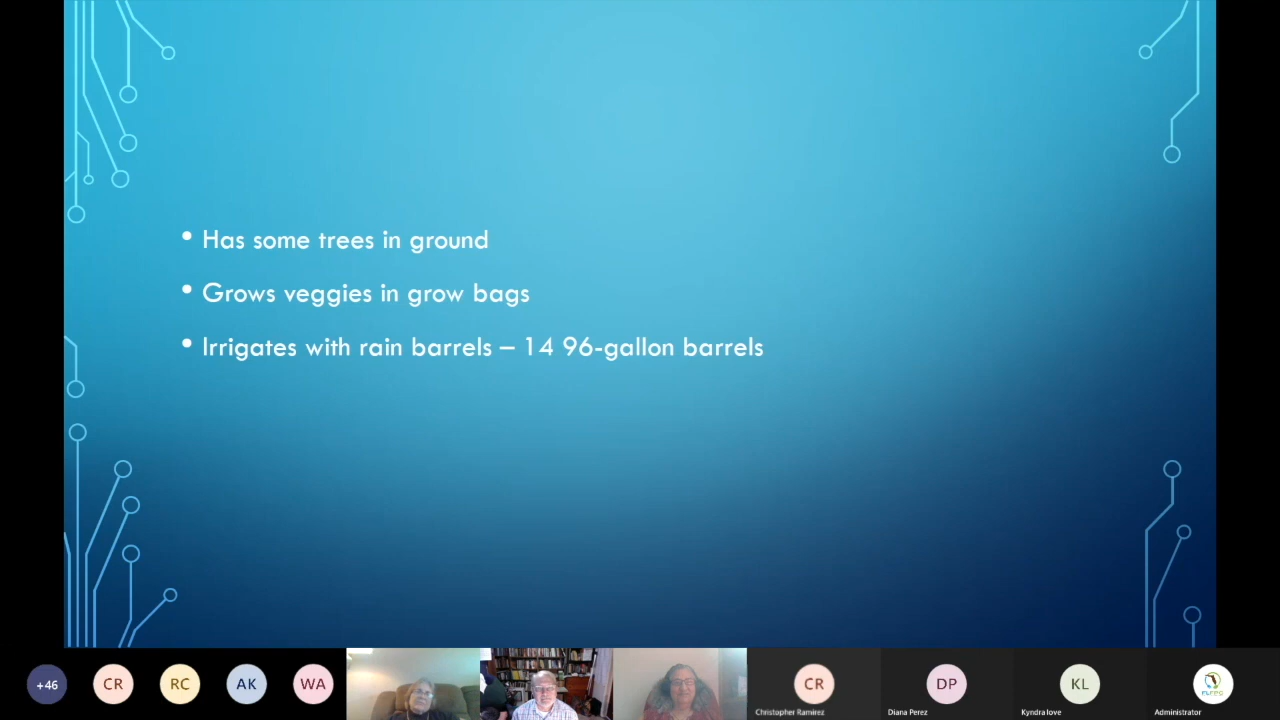 • Has some trees in ground
• Grows veggies in grow bags
• Irrigates with rain barrels – 14 96-gallon barrels
+46
CR
RC
AK
WA
CR
Christopher Ramirez
DP
Diana Perez
KL
Kyndra love
FLFPC
Administrator